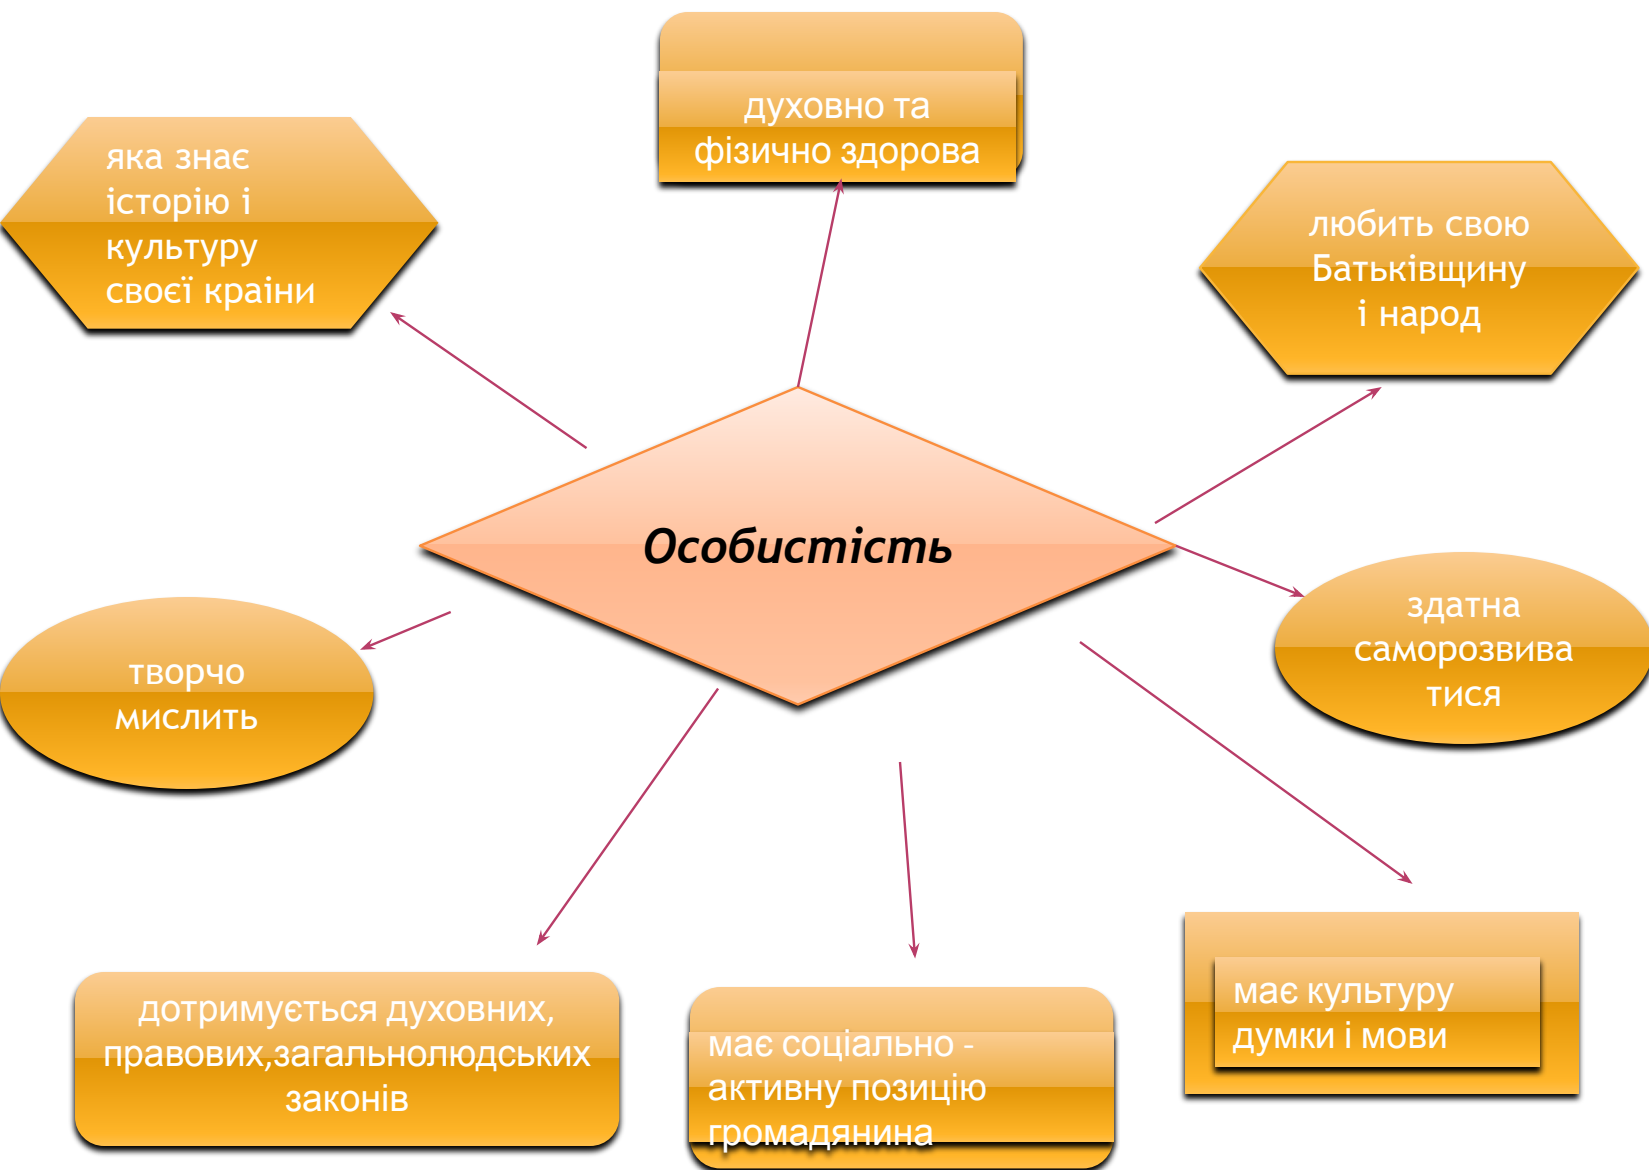 духовно та
фізично здорова
яка знає
історію і
культуру
своєї країни
любить свою
Батьківщину
і народ
Особистість
здатна
саморозвива
тися
творчо
мислить
дотримується духовних,
правових,загальнолюдських
законів
має соціально -
активну позицію
громадянина
має культуру
думки і мови